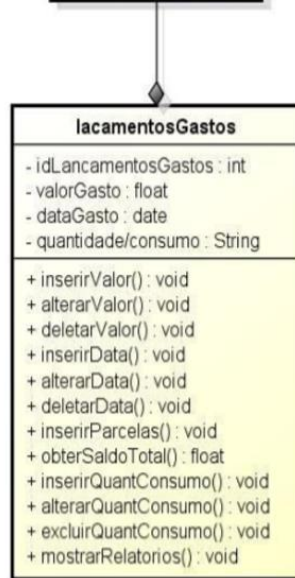 lacamentosGastos
- idLancamentosGastos : int
- valorGasto : float
- dataGasto : date
- quantidade/consumo : String
+ inserirValor() : void
+ alterarValor() : void
+ deletarValor() : void
+ inserirData() : void
+ alterarData() : void
+ deletarData() : void
+ inserirParcelas() : void
+ obterSaldoTotal() : float
+ inserirQuantConsumo() : void
+ alterarQuantConsumo() : void
+ excluirQuantConsumo() : void
+ mostrarRelatorios() : void